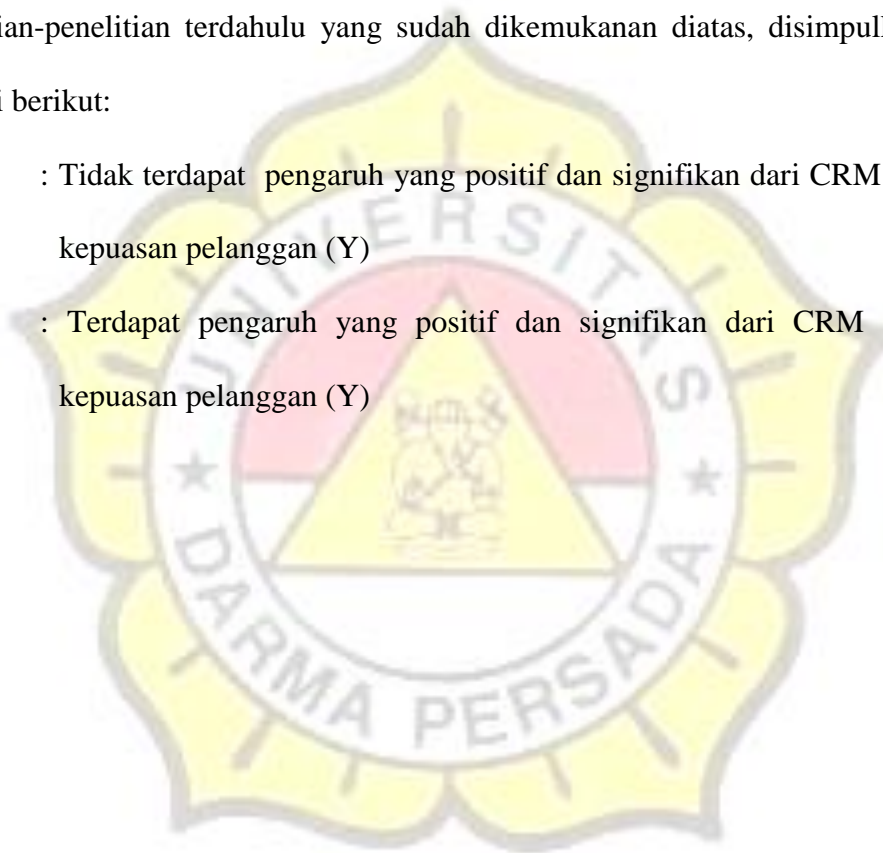 ian-penelitian terdahulu yang sudah dikemukanan diatas, disimpull
i berikut:
: Tidak terdapat pengaruh yang positif dan signifikan dari CRM
kepuasan pelanggan (Y)
: Terdapat pengaruh yang positif dan signifikan dari CRM
kepuasan pelanggan (Y)
UNIVERSITAS
DARMA PERSADA